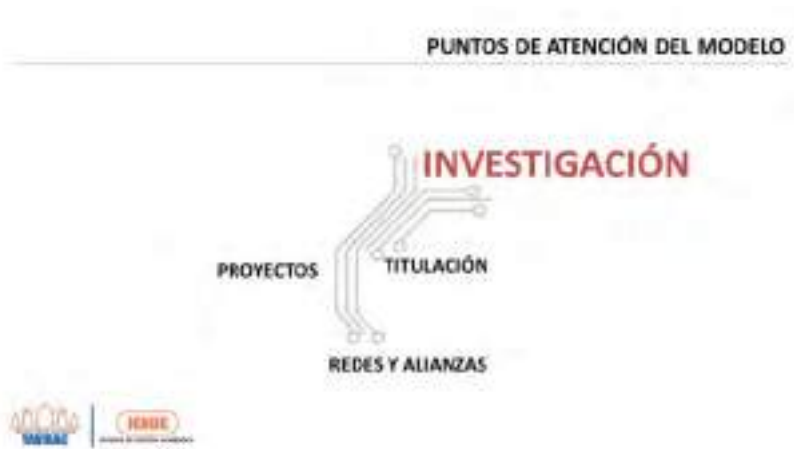 PUNTOS DE ATENCIÓN DEL MODELO
INVESTIGACIÓN
PROYECTOS
TITULACIÓN
REDES Y ALIANZAS